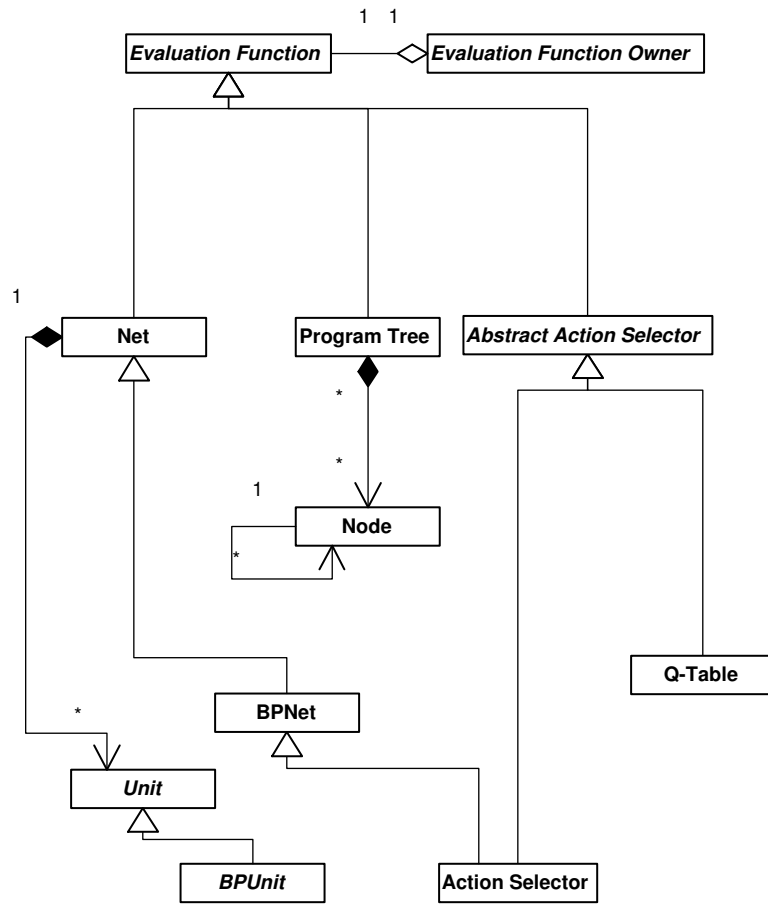 1 1
Evaluation Function
Evaluation Function Owner
1
Net
Program Tree
Abstract Action Selector
*
*
1
Node
*
Q-Table
BPNet
*
Unit
BPUnit
Action Selector